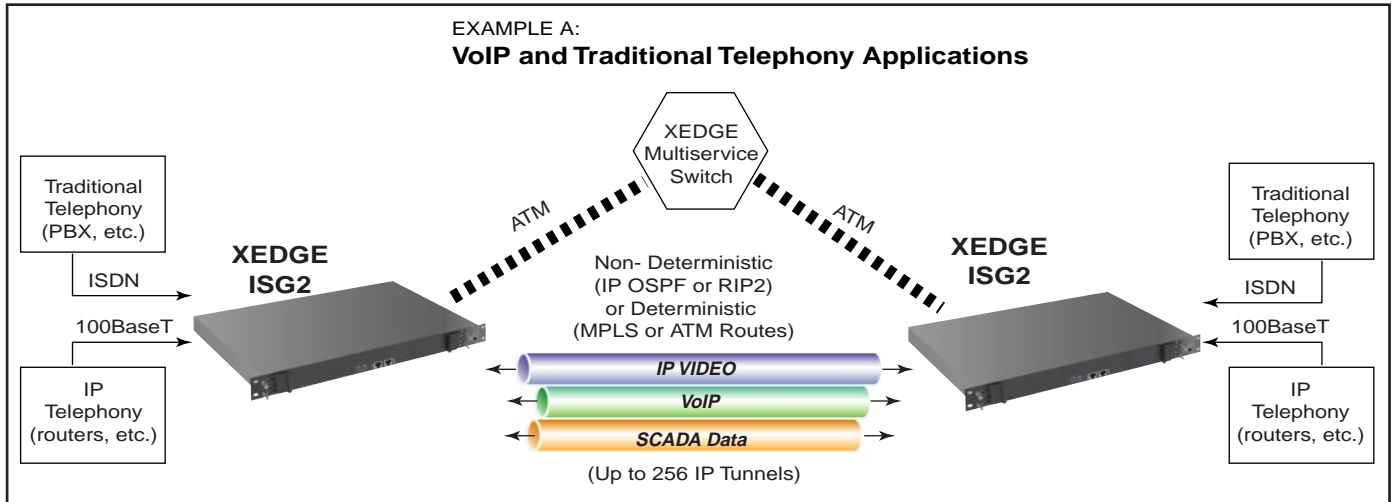 EXAMPLE A:
VoIP and Traditional Telephony Applications
XEDGE
Multiservice
Switch
ATM
ATM
Traditional
Telephony
(PBX, etc.)
ISDN
XEDGE
ISG2
100BaseT
IP
Telephony
(routers, etc.)
Non- Deterministic
(IP OSPF or RIP2)
or Deterministic
(MPLS or ATM Routes)
IP VIDEO
VoIP
SCADA Data
(Up to 256 IP Tunnels)
XEDGE
ISG2
Traditional
Telephony
(PBX, etc.)
ISDN
100BaseT
IP
Telephony
(routers, etc.)